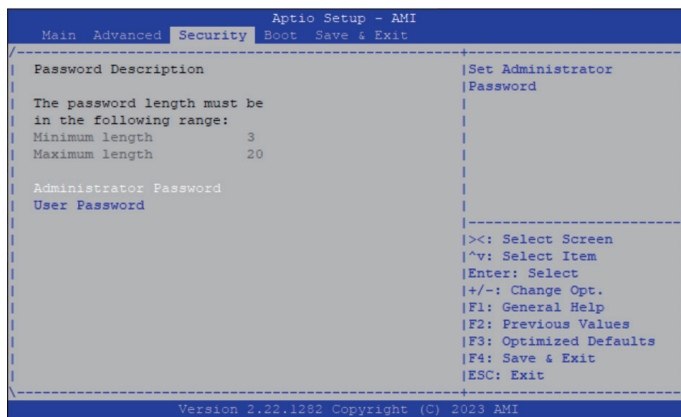 Aptio Setup - AMI
Main Advanced Security Boot Save & Exit
Password Description
The password length must be
in the following range:
Minimum length 3
Maximum length 20
Administrator Password
User Password
Set Administrator
Password
><: Select Screen
^v: Select Item
Enter: Select
+/-: Change Opt.
F1: General Help
F2: Previous Values
F3: Optimized Defaults
F4: Save & Exit
ESC: Exit
Version 2.22.1282 Copyright (C) 2023 AMI